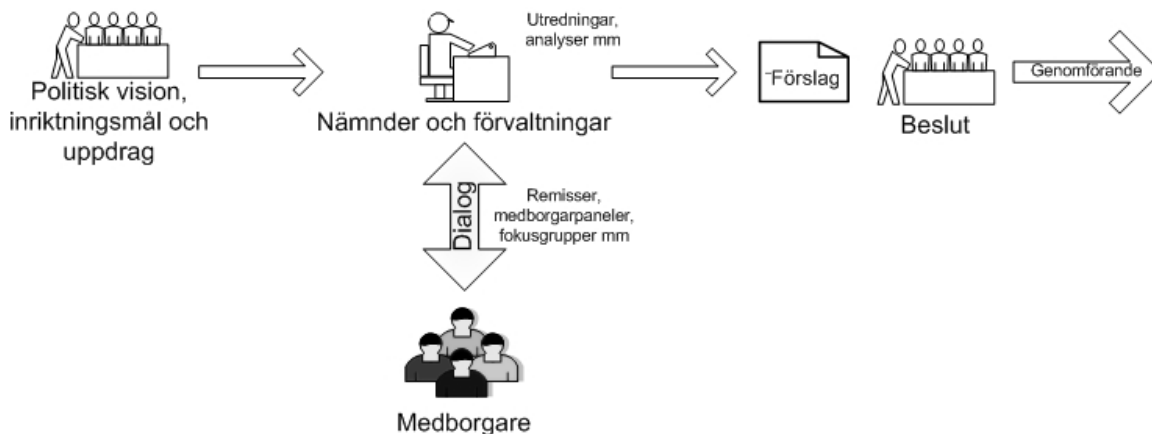 Politisk vision,
inriktningsmål och
uppdrag
Nämnder och förvaltningar
Utredningar,
analyser mm
Förslag
Beslut
Genomförande
Dialog
Remisser,
medborgarpaneler,
fokusgrupper mm
Medborgare